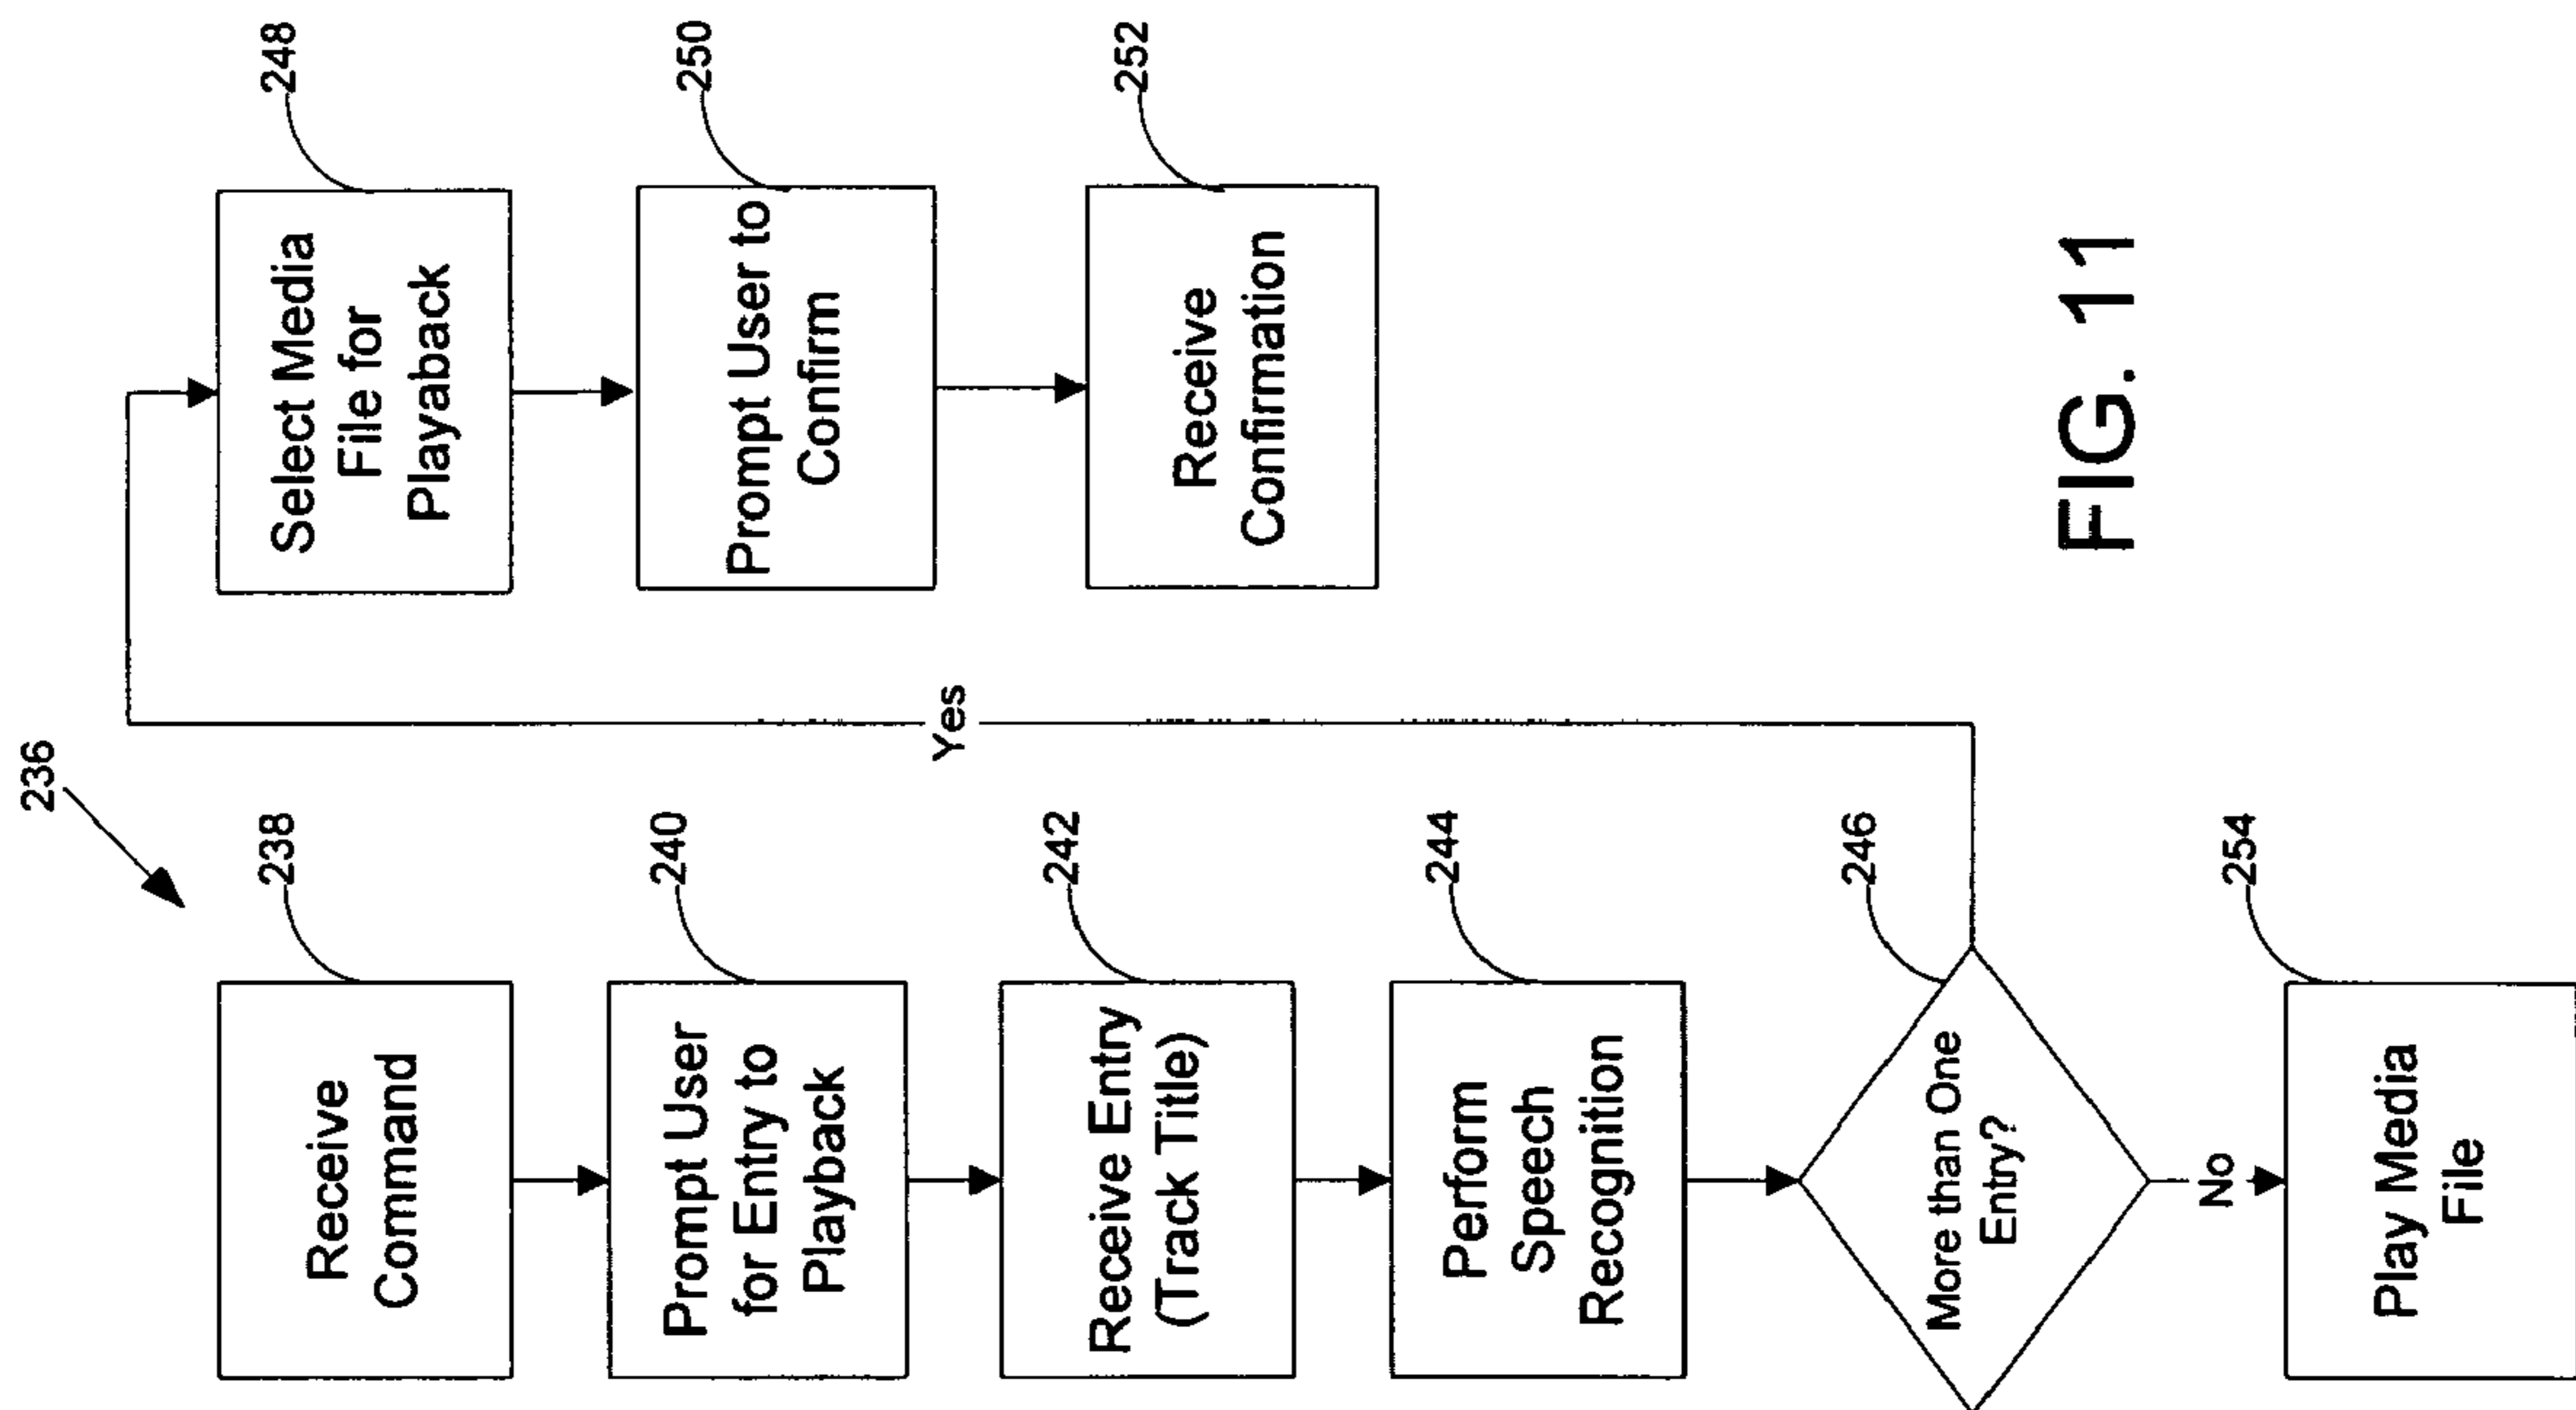 236
238
Receive
Command
240
Prompt User
for Entry to
Playback
242
Receive Entry
(Track Title)
244
Perform
Speech
Recognition
246
More than One
Entry?
Yes
No
254
Play Media
File
248
Select Media
File for
Playaback
250
Prompt User to
Confirm
252
Receive
Confirmation
FIG. 11